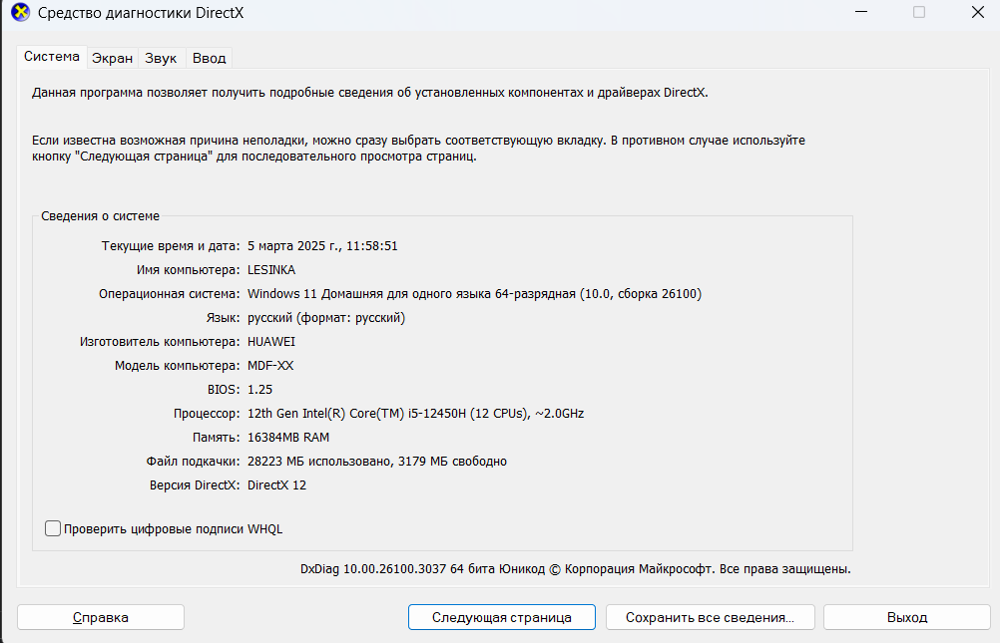 Средство диагностики DirectX
Система Экран Звук Ввод
Данная программа позволяет получить подробные сведения об установленных компонентах и драйверах DirectX.
Если известна возможная причина неполадки, можно сразу выбрать соответствующую вкладку. В противном случае используйте
кнопку "Следующая страница" для последовательного просмотра страниц.
Сведения о системе
Текущие время и дата: 5 марта 2025 г., 11:58:51
Имя компьютера: LESINKA
Операционная система: Windows 11 Домашняя для одного языка 64-разрядная (10.0, сборка 26100)
Язык: русский (формат: русский)
Изготовитель компьютера: HUAWEI
Модель компьютера: MDF-XX
BIOS: 1.25
Процессор: 12th Gen Intel(R) Core(TM) i5-12450H (12 CPUs), ~2.0GHz
Память: 16384MB RAM
Файл подкачки: 28223 МБ использовано, 3179 МБ свободно
Версия DirectX: DirectX 12
Проверить цифровые подписи WHQL
DxDiag 10.00.26100.3037 64 бита Юникод © Корпорация Майкрософт. Все права защищены.
Справка Следующая страница Сохранить все сведения... Выход